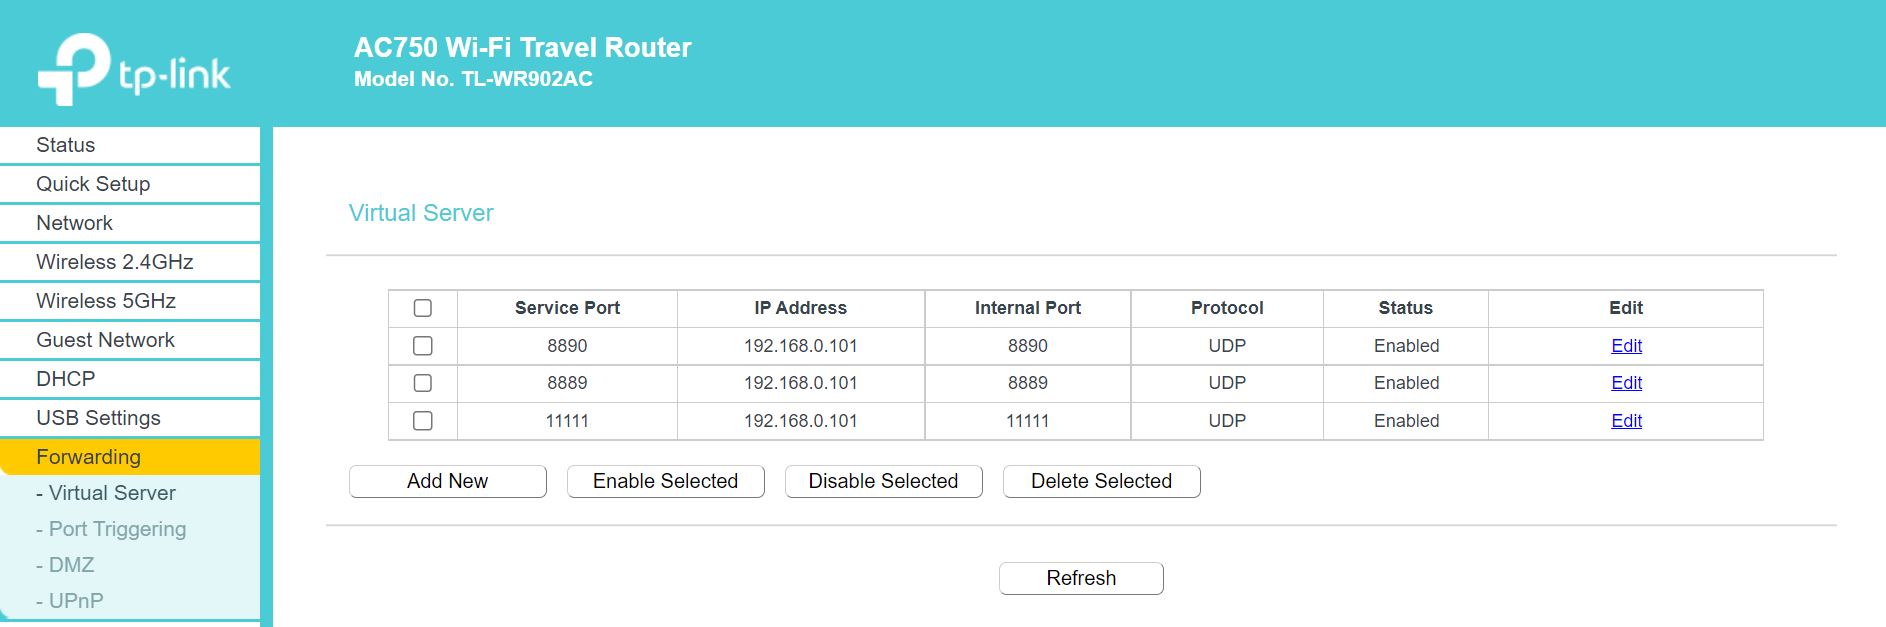 tp-link
AC750 Wi-Fi Travel Router
Model No. TL-WR902AC
Status
Quick Setup
Network
Wireless 2.4GHz
Wireless 5GHz
Guest Network
DHCP
USB Settings
Forwarding
- Virtual Server
- Port Triggering
- DMZ
- UPnP
Virtual Server
Service Port IP Address Internal Port Protocol Status Edit
8890 192.168.0.101 8890 UDP Enabled Edit
8889 192.168.0.101 8889 UDP Enabled Edit
11111 192.168.0.101 11111 UDP Enabled Edit
Add New Enable Selected Disable Selected Delete Selected
Refresh